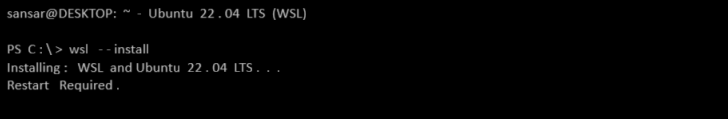 sansar@DESKTOP: ~ - Ubuntu 22.04 LTS (WSL)
PS C:\> wsl --install
Installing: WSL and Ubuntu 22.04 LTS...
Restart Required.